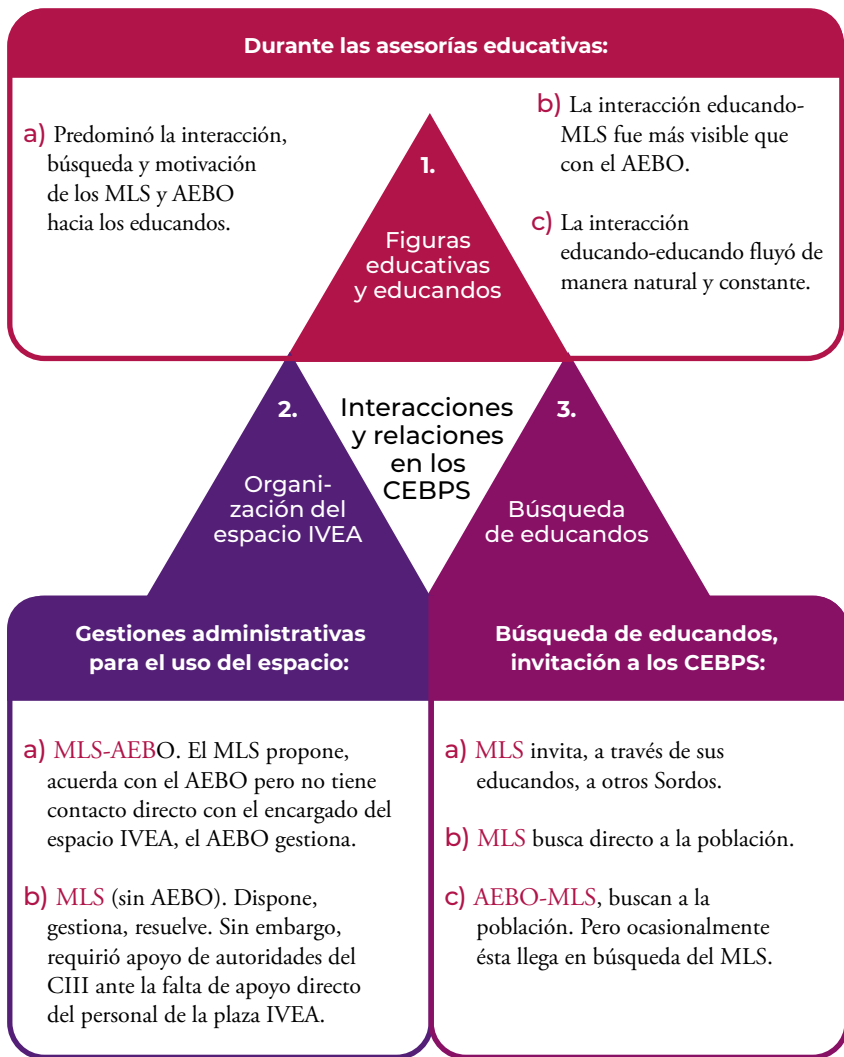 Durante las asesorías educativas:
a) Predominó la interacción,
búsqueda y motivación
de los MLS y AEBO
hacia los educandos.
b) La interacción educando-
MLS fue más visible que
con el AEBO.
c) La interacción
educando-educando fluyó de
manera natural y constante.
1.
Figuras
educativas
y educandos
2.
Organi-
zación del
espacio IVEA
Interacciones
y relaciones
en los
CEBPS
3.
Búsqueda
de educandos
Gestiones administrativas
para el uso del espacio:
a) MLS-AEBO. El MLS propone,
acuerda con el AEBO pero no tiene
contacto directo con el encargado del
espacio IVEA, el AEBO gestiona.
b) MLS (sin AEBO). Dispone,
gestiona, resuelve. Sin embargo,
requirió apoyo de autoridades del
CIII ante la falta de apoyo directo
del personal de la plaza IVEA.
Búsqueda de educandos,
invitación a los CEBPS:
a) MLS invita, a través de sus
educandos, a otros Sordos.
b) MLS busca directo a la población.
c) AEBO-MLS, buscan a la
población. Pero ocasionalmente
ésta llega en búsqueda del MLS.